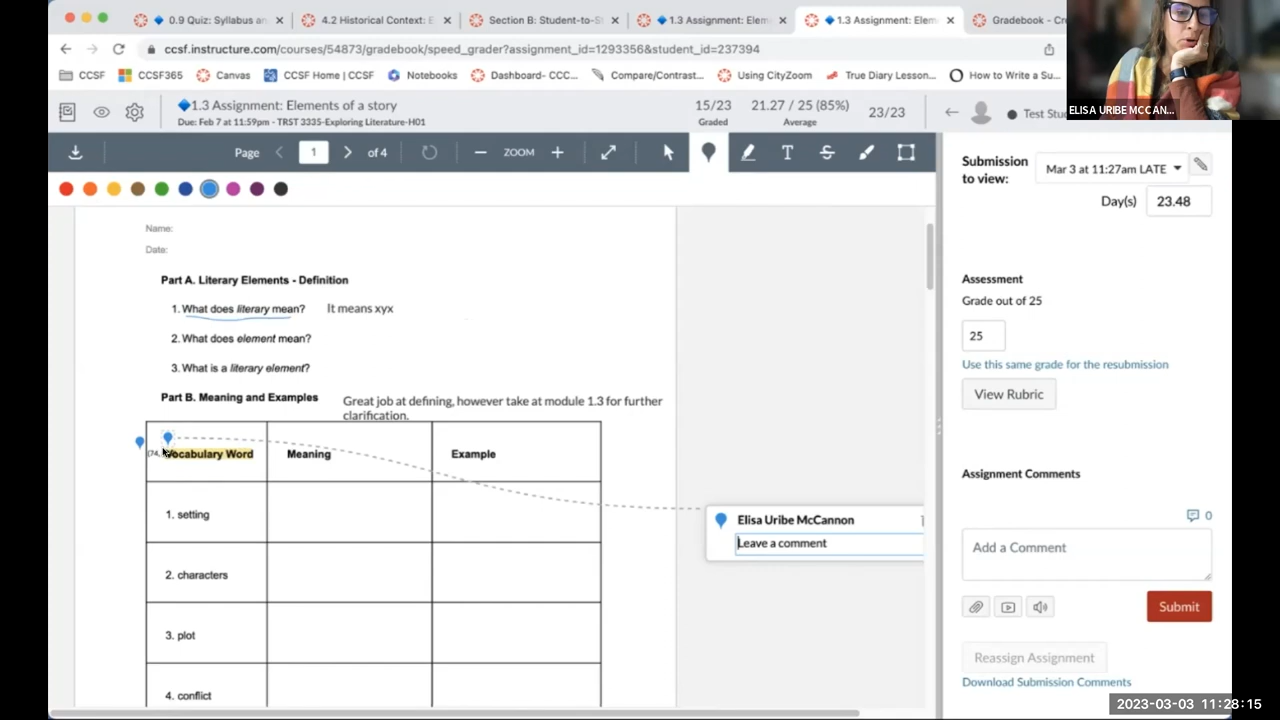 0.9 Quiz: Syllabus an
4.2 Historical Context: E
Section B: Student-to-S
1.3 Assignment: Elem
1.3 Assignment: Elem
Gradebook - Cr
ccsf.instructure.com/courses/54873/gradebook/speed_grader?assignment_id=1293356&student_id=237394
CCSF
CCSF365
Canvas
CCSF Home | CCSF
Notebooks
Dashboard- CCC...
Compare/Contrast...
Using CityZoom
True Diary Lesson...
How to Write a Su...
ELISA URIBE MCCAN...
1.3 Assignment: Elements of a story
Due: Feb 7 at 11:59pm - TRST 3335-Exploring Literature-H01
15/23
Graded
21.27 / 25 (85%)
Average
23/23
Test Stu
Page
1
of 4
ZOOM
T
Name:
Date:
Part A. Literary Elements - Definition
1. What does literary mean? It means xyx
2. What does element mean?
3. What is a literary element?
Part B. Meaning and Examples
Great job at defining, however take at module 1.3 for further
clarification.
Vocabulary Word
Meaning
Example
1. setting
2. characters
3. plot
4. conflict
Elisa Uribe McCannon
Leave a comment
Submission
to view:
Mar 3 at 11:27am LATE
Day(s)
23.48
Assessment
Grade out of 25
25
Use this same grade for the resubmission
View Rubric
Assignment Comments
0
Add a Comment
Submit
Reassign Assignment
Download Submission Comments
2023-03-03 11:28:15